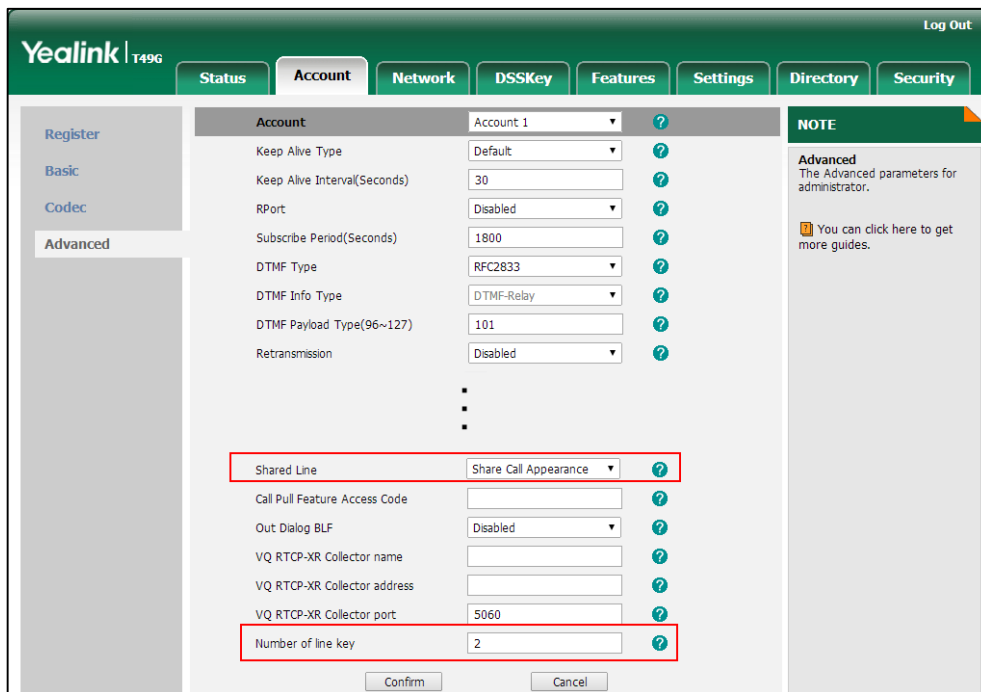 Log Out
Yealink | T49G
Status Account Network DSSKey Features Settings Directory Security
Register
Basic
Codec
Advanced
Account Account 1
Keep Alive Type Default
Keep Alive Interval(Seconds) 30
RPort Disabled
Subscribe Period(Seconds) 1800
DTMF Type RFC2833
DTMF Info Type DTMF-Relay
DTMF Payload Type(96~127) 101
Retransmission Disabled
Shared Line Share Call Appearance
Call Pull Feature Access Code
Out Dialog BLF Disabled
VQ RTCP-XR Collector name
VQ RTCP-XR Collector address
VQ RTCP-XR Collector port 5060
Number of line key 2
Confirm Cancel
NOTE
Advanced
The Advanced parameters for
administrator.
You can click here to get
more guides.